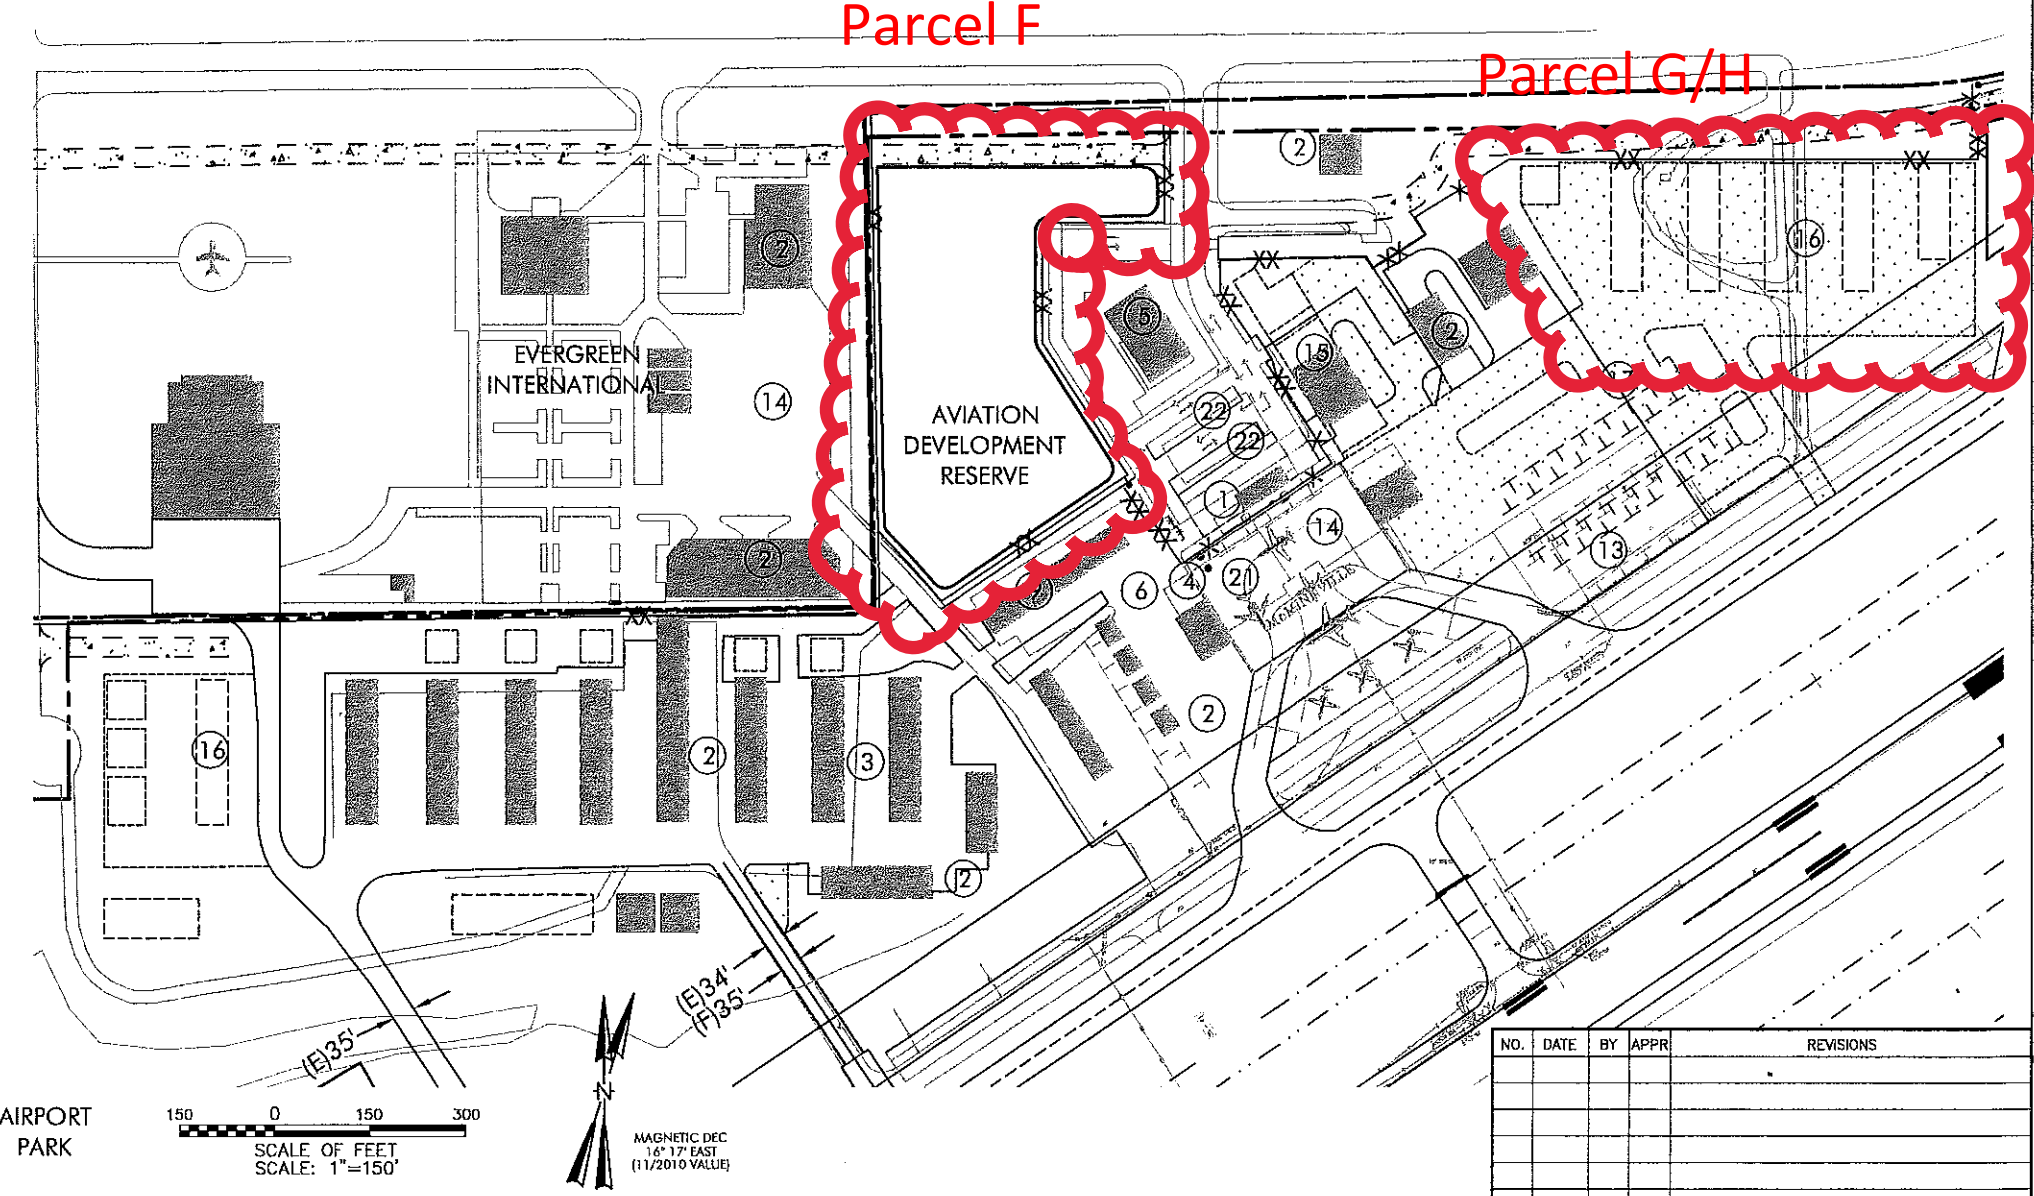 Parcel F
Parcel G/H
2
16
2
5
15
2
EVERGREEN
INTERNATIONAL
14
AVIATION
DEVELOPMENT
RESERVE
22
22
1
14
13
2
6
4
21
2
16
2
3
2
(E)34'
(F)35'
(E)35'
N
AIRPORT
PARK
150 0 150 300
SCALE OF FEET
SCALE: 1"=150'
MAGNETIC DEC
16° 17' EAST
(11/2010 VALUE)
NO. DATE BY APPR REVISIONS